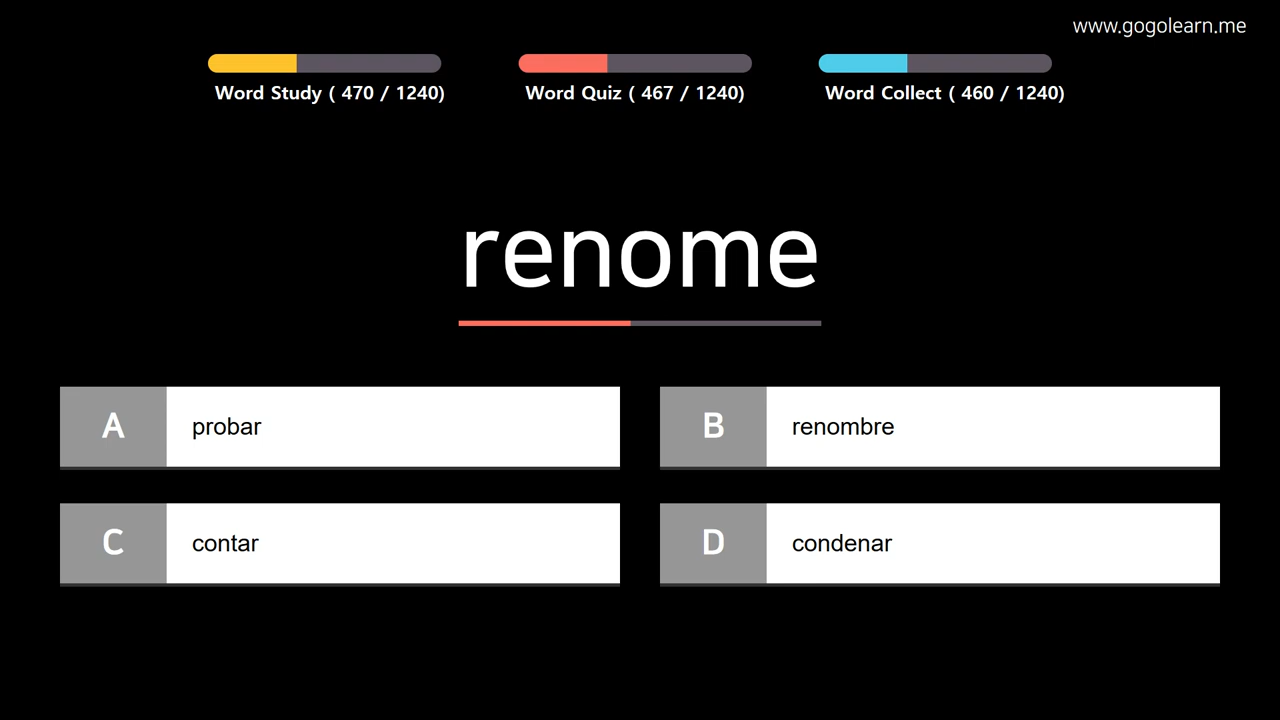 www.gogolearn.me
Word Study ( 470 / 1240)
Word Quiz ( 467 / 1240)
Word Collect ( 460 / 1240)
renome
A probar
B renombre
C contar
D condenar